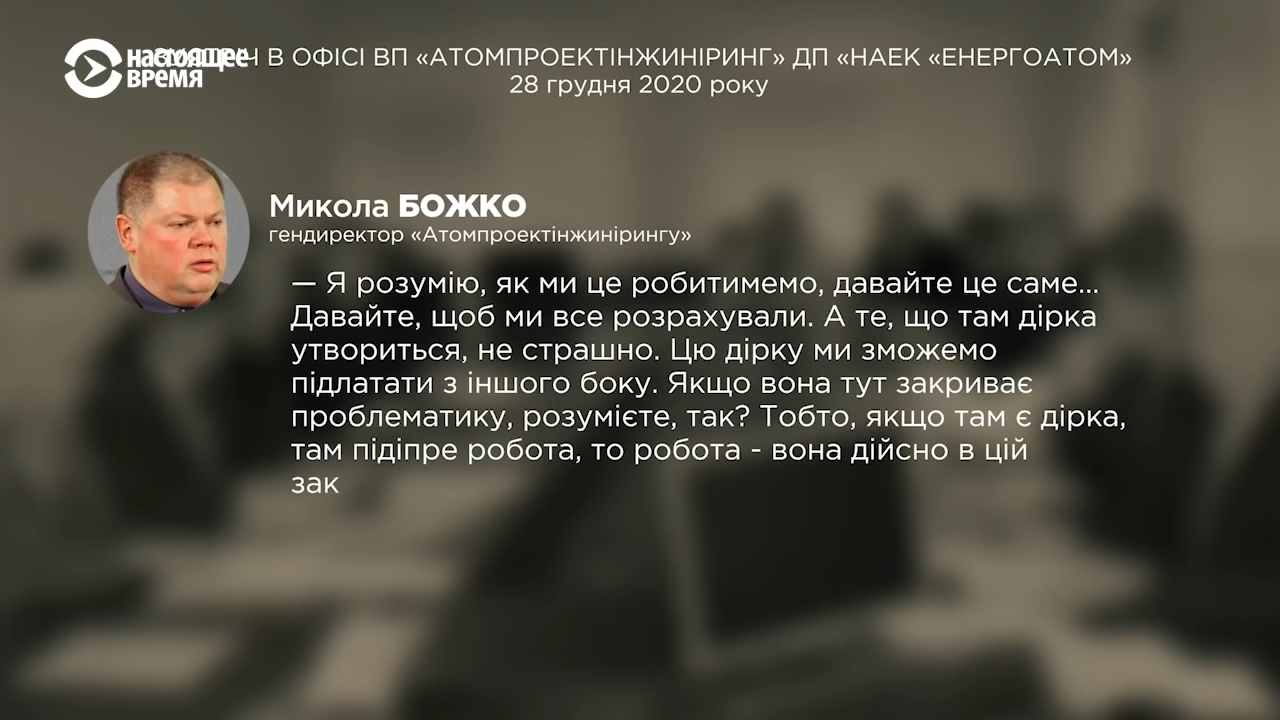 НАСТОЯЩЕЕ
ВРЕМЯ
В ОФІСІ ВП «АТОМПРОЕКТІНЖИНІРИНГ» ДП «НАЕК «ЕНЕРГОАТОМ»
28 грудня 2020 року
Микола БОЖКО
гендиректор «Атомпроектінжинірингу»
— Я розумію, як ми це робитимемо, давайте це саме...
Давайте, щоб ми все розрахували. А те, що там дірка
утвориться, не страшно. Цю дірку ми зможемо
підлатати з іншого боку. Якщо вона тут закриває
проблематику, розумієте, так? Тобто, якщо там є дірка,
там підіпре робота, то робота - вона дійсно в цій
зак